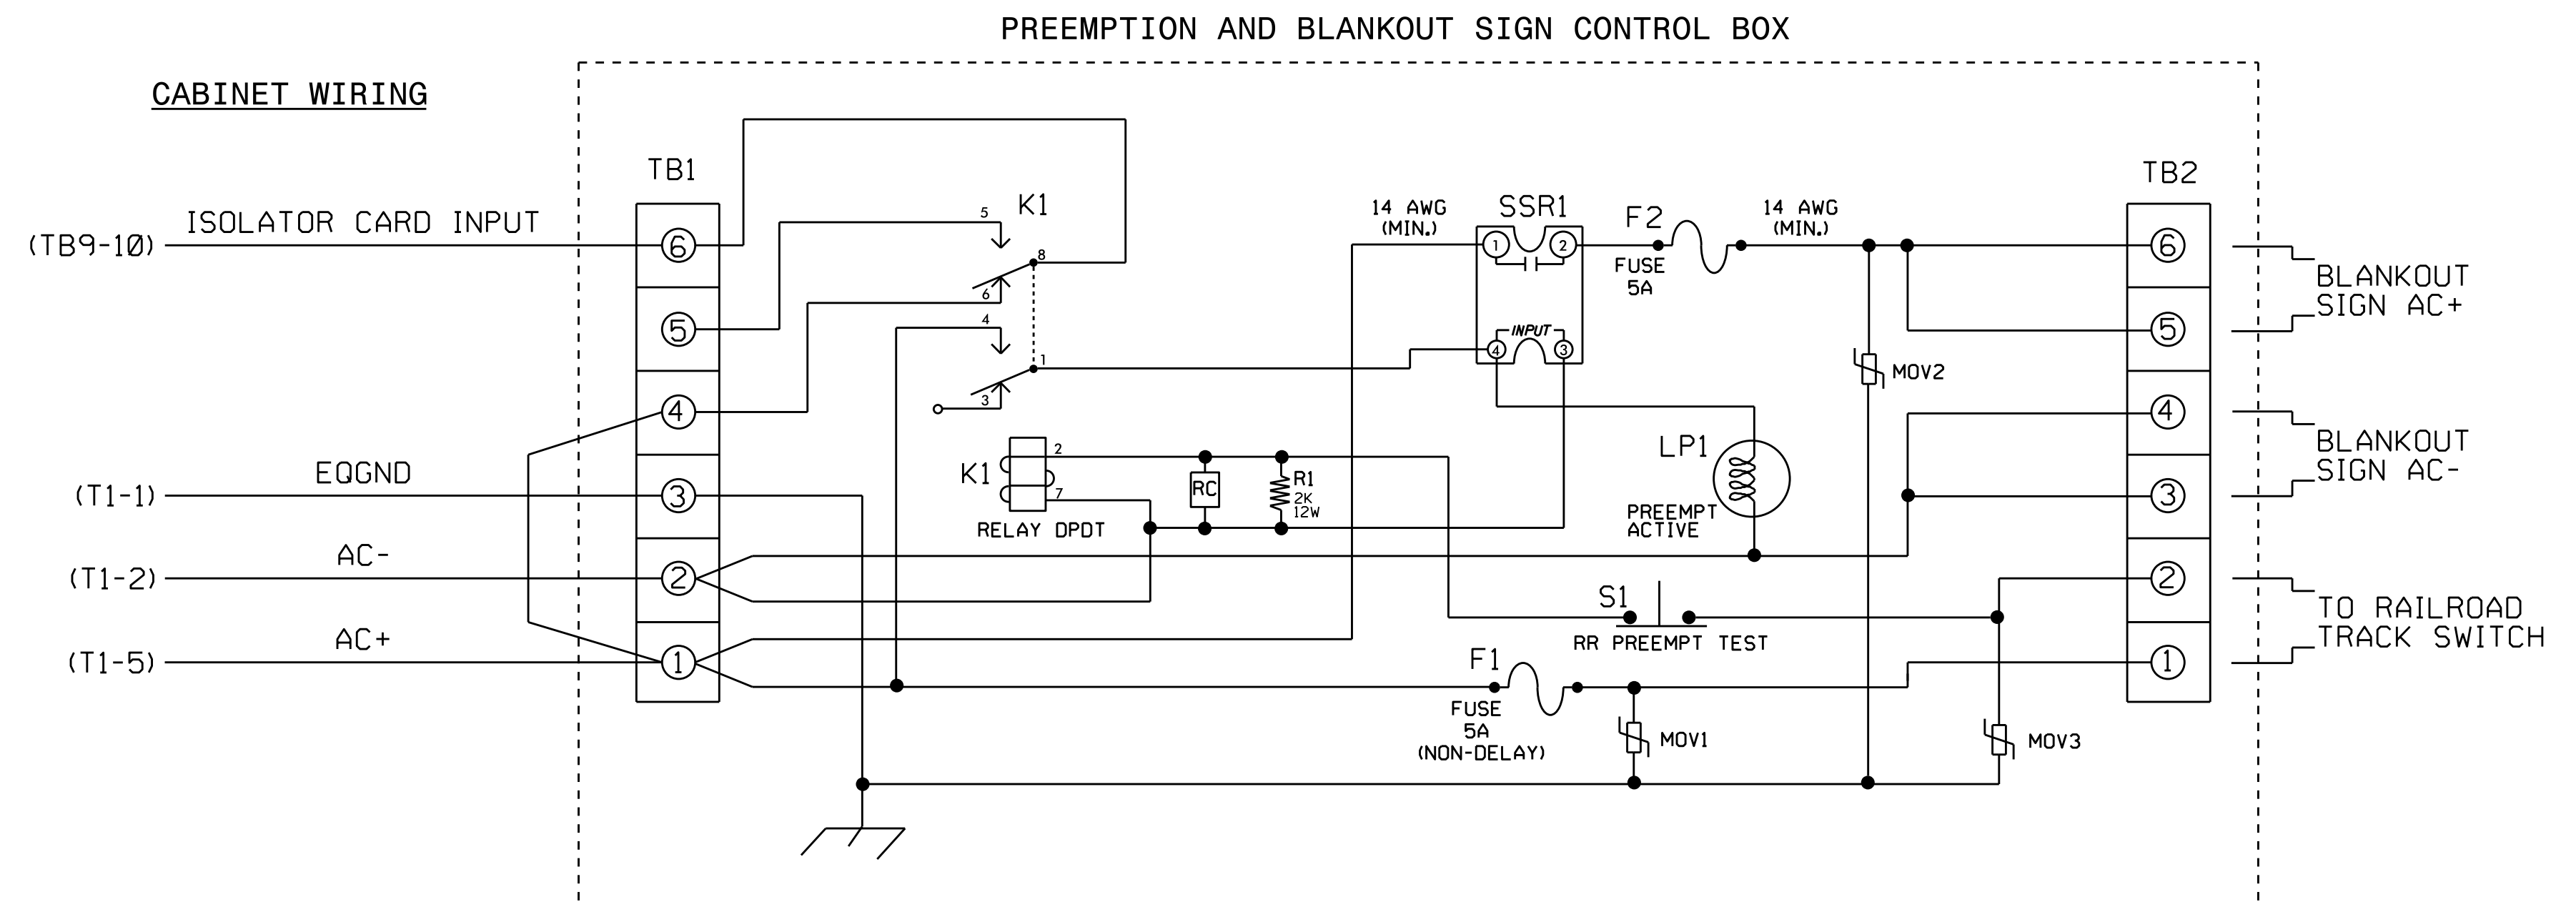 PREEMPTION AND BLANKOUT SIGN CONTROL BOX
CABINET WIRING
TB1
TB2
(TB9-10)
ISOLATOR CARD INPUT
6
5
4
3
2
1
EQGND
(T1-1)
AC-
(T1-2)
AC+
(T1-5)
K1
5
8
6
4
1
3
K1
2
7
RELAY DPDT
RC
R1
2K
12W
14 AWG
(MIN.)
SSR1
1
2
INPUT
4
3
F2
FUSE
5A
14 AWG
(MIN.)
MOV2
LP1
PREEMPT
ACTIVE
S1
RR PREEMPT TEST
F1
FUSE
5A
(NON-DELAY)
MOV1
MOV3
6
5
4
3
2
1
BLANKOUT
SIGN AC+
BLANKOUT
SIGN AC-
TO RAILROAD
TRACK SWITCH